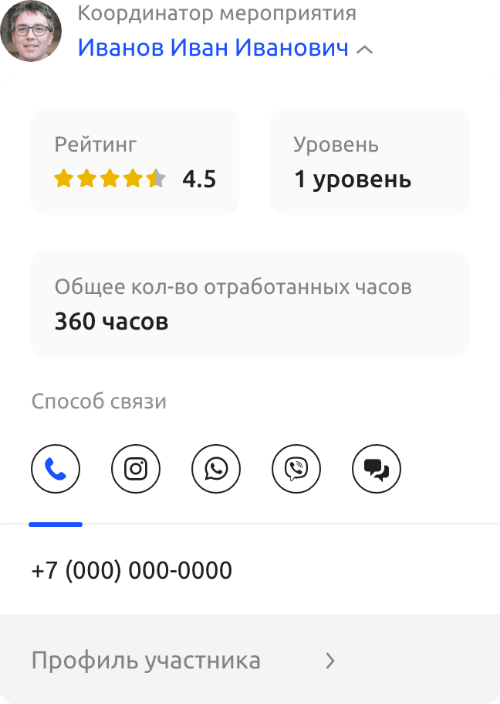 Координатор мероприятия
Иванов Иван Иванович
Рейтинг
4.5
Уровень
1 уровень
Общее кол-во отработанных часов
360 часов
Способ связи
+7 (000) 000-0000
Профиль участника